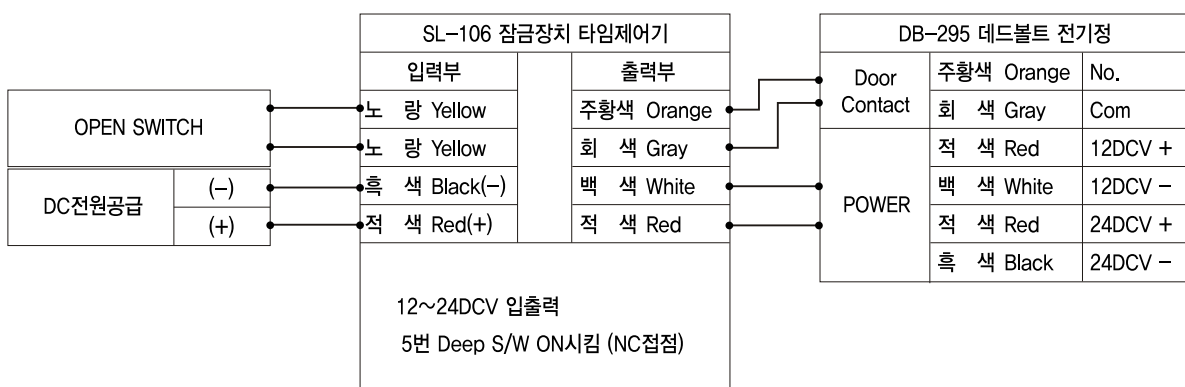 SL-106 잠금장치 타임제어기
입력부 출력부
노 랑 Yellow 주황색 Orange
노 랑 Yellow 회 색 Gray
흑 색 Black(-) 백 색 White
적 색 Red(+) 적 색 Red
12~24DCV 입출력
5번 Deep S/W ON시킴 (NC접점)
OPEN SWITCH
DC전원공급 (-)
(+)
DB-295 데드볼트 전기정
Door Contact 주황색 Orange No.
회 색 Gray Com
POWER 적 색 Red 12DCV +
백 색 White 12DCV -
적 색 Red 24DCV +
흑 색 Black 24DCV -